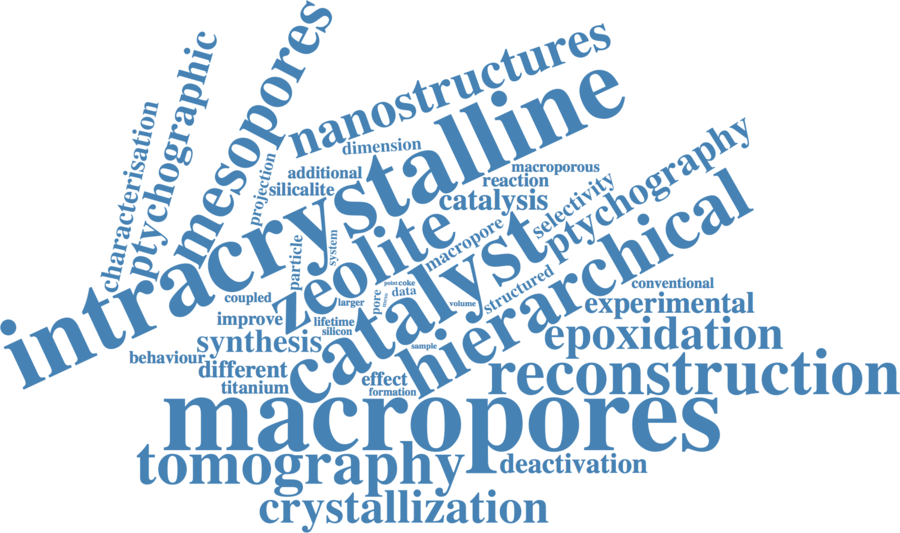 mesopores
nanostructures
ptychographic
characterisation
intracrystalline
dimension
additional
silicalite
projection
macroporous
reaction
catalysis
selectivity
ptychography
zeolite
catalyst
macropore
hierarchical
particle
system
structured
conventional
experimental
coupled
larger
pore
point
coke
data
volume
improve
lifetime
silicon
synthesis
sample
epoxidation
behaviour
different
titanium
effect
formation
reconstruction
macropores
tomography
deactivation
crystallization